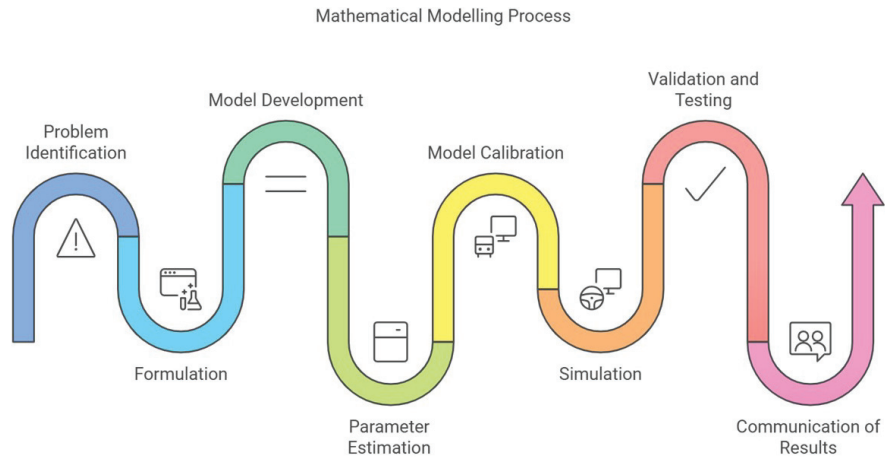 Mathematical Modelling Process
Problem
Identification
Formulation
Model Development
Parameter
Estimation
Model Calibration
Simulation
Validation and
Testing
Communication of
Results